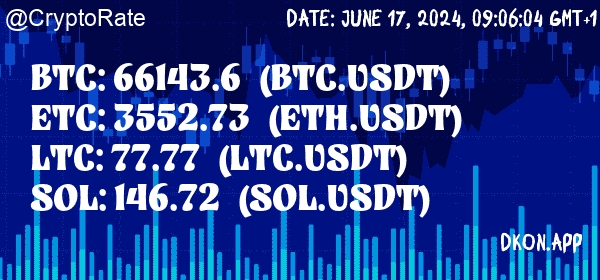 @CryptoRate
DATE: JUNE 17, 2024, 09:06:04 GMT+1
BTC: 66143.6 (BTC.USDT)
ETC: 3552.73 (ETH.USDT)
LTC: 77.77 (LTC.USDT)
SOL: 146.72 (SOL.USDT)
DKON.APP